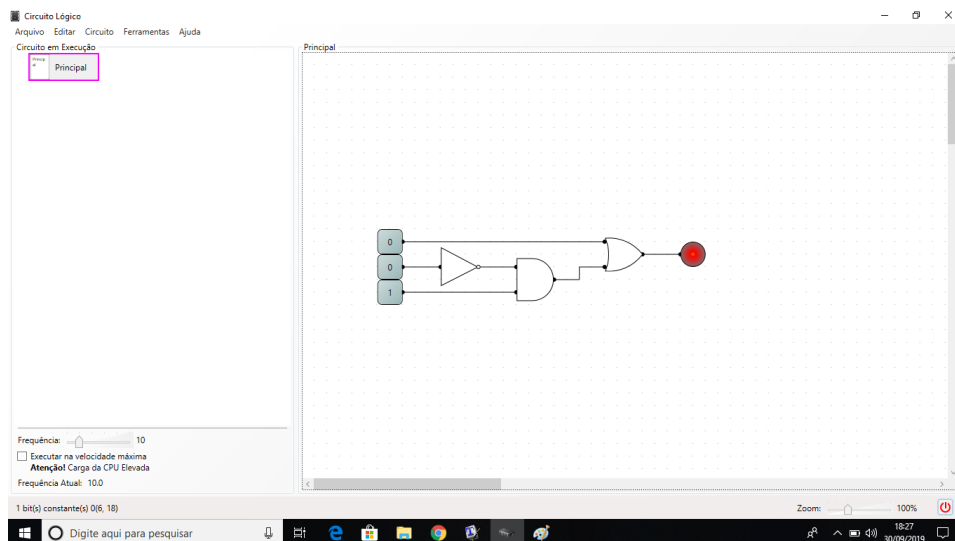 Circuito Lógico
Arquivo Editar Circuito Ferramentas Ajuda
Circuito em Execução
Princip
al
Principal
Principal
0
0
1
Frequência: 10
Executar na velocidade máxima
Atenção! Carga da CPU Elevada
Frequência Atual: 10.0
1 bit(s) constante(s) 0(6, 18)
Zoom: 100%
Digite aqui para pesquisar
18:27
30/09/2019